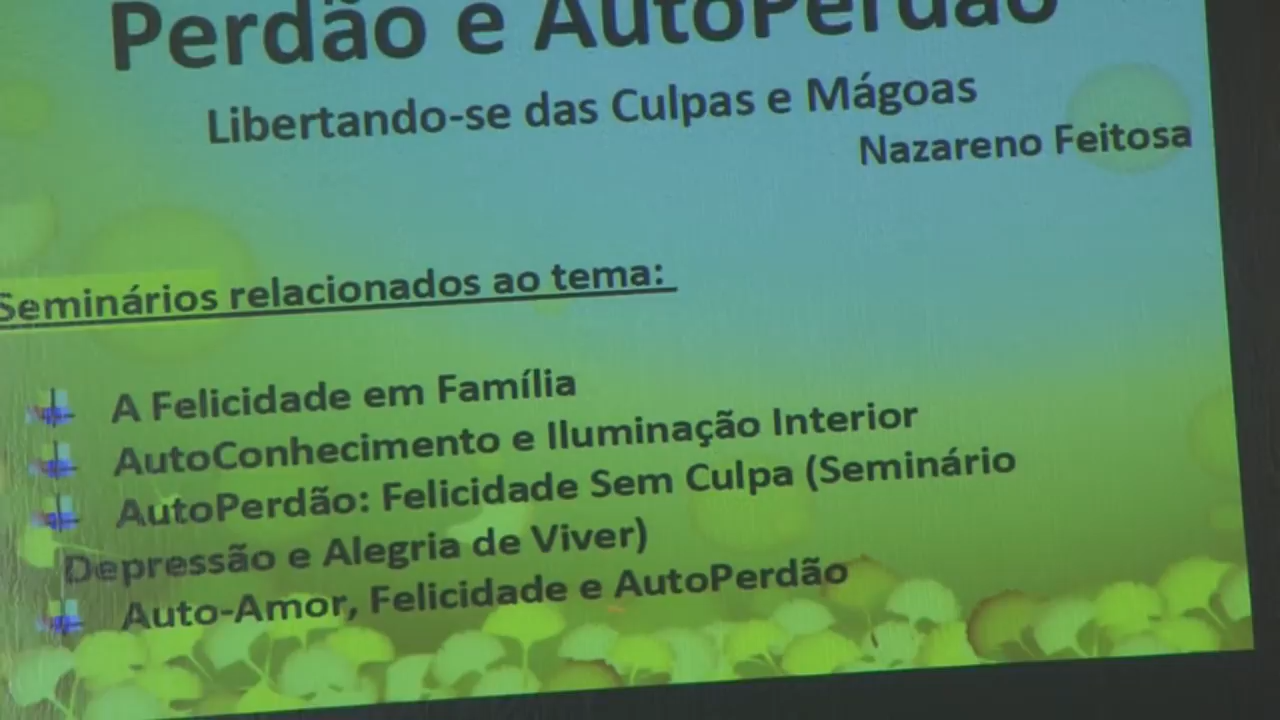 Perdão e AutoPerdão
Libertando-se das Culpas e Mágoas
Nazareno Feitosa
Seminários relacionados ao tema:
A Felicidade em Família
AutoConhecimento e Iluminação Interior
AutoPerdão: Felicidade Sem Culpa (Seminário
Depressão e Alegria de Viver)
Auto-Amor, Felicidade e AutoPerdão